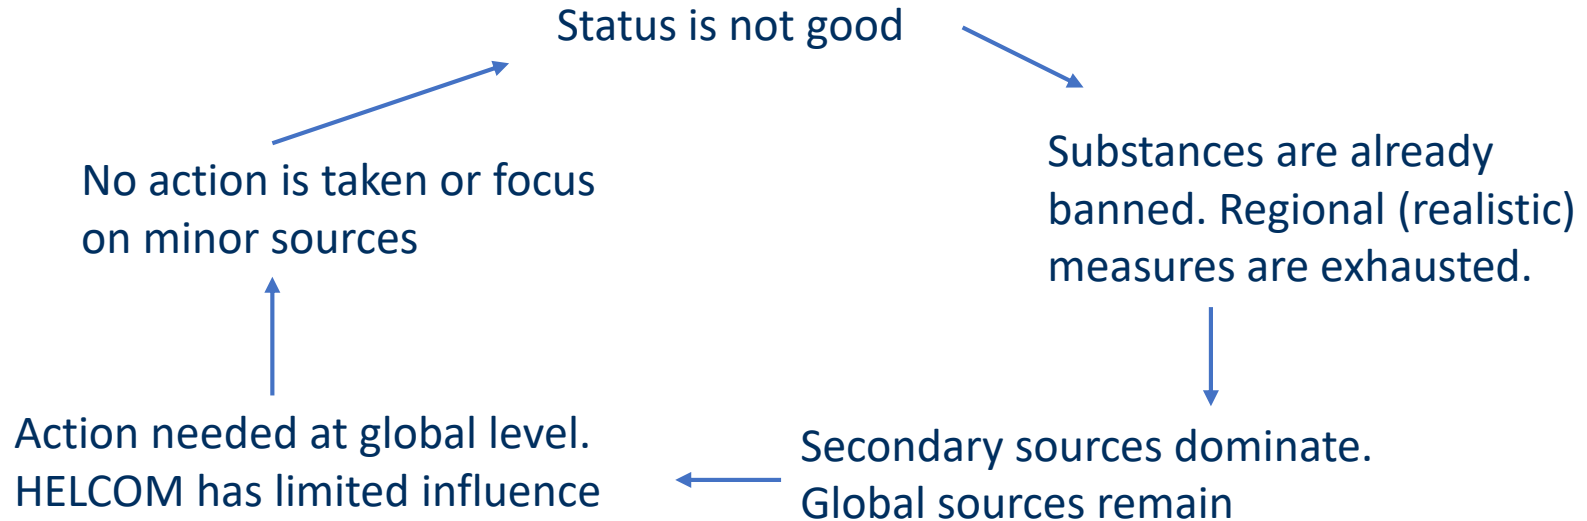 Status is not good
Substances are already
banned. Regional (realistic)
measures are exhausted.
Secondary sources dominate.
Global sources remain
Action needed at global level.
HELCOM has limited influence
No action is taken or focus
on minor sources